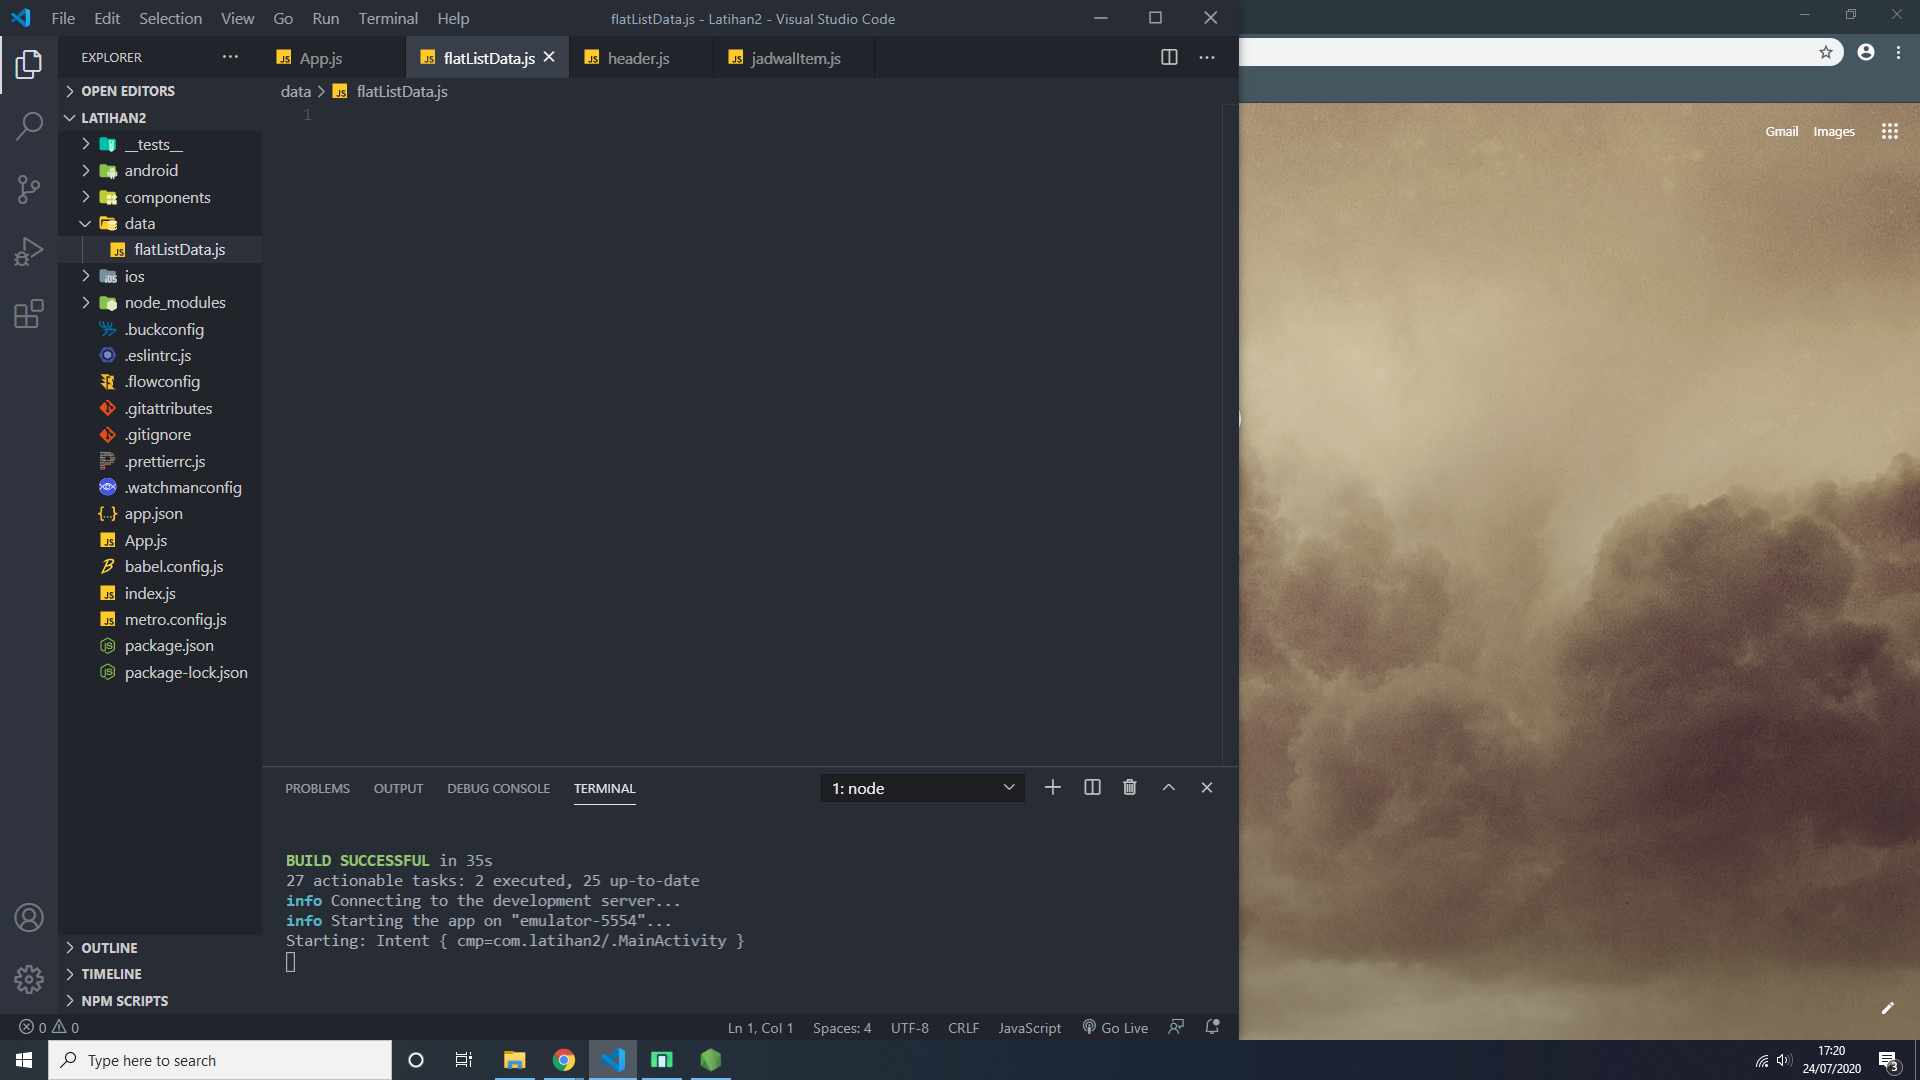 File Edit Selection View Go Run Terminal Help
flatListData.js - Latihan2 - Visual Studio Code
EXPLORER
App.js
flatListData.js
header.js
jadwalItem.js
OPEN EDITORS
LATIHAN2
__tests__
android
components
data
flatListData.js
ios
node_modules
.buckconfig
.eslintrc.js
.flowconfig
.gitattributes
.gitignore
.prettierrc.js
.watchmanconfig
app.json
App.js
babel.config.js
index.js
metro.config.js
package.json
package-lock.json
OUTLINE
TIMELINE
NPM SCRIPTS
data > flatListData.js
1
PROBLEMS OUTPUT DEBUG CONSOLE TERMINAL
1: node
BUILD SUCCESSFUL in 35s
27 actionable tasks: 2 executed, 25 up-to-date
info Connecting to the development server...
info Starting the app on "emulator-5554"...
Starting: Intent { cmp=com.latihan2/.MainActivity }
0 0
Ln 1, Col 1 Spaces: 4 UTF-8 CRLF JavaScript Go Live
Gmail Images
Type here to search
17:20
24/07/2020
3